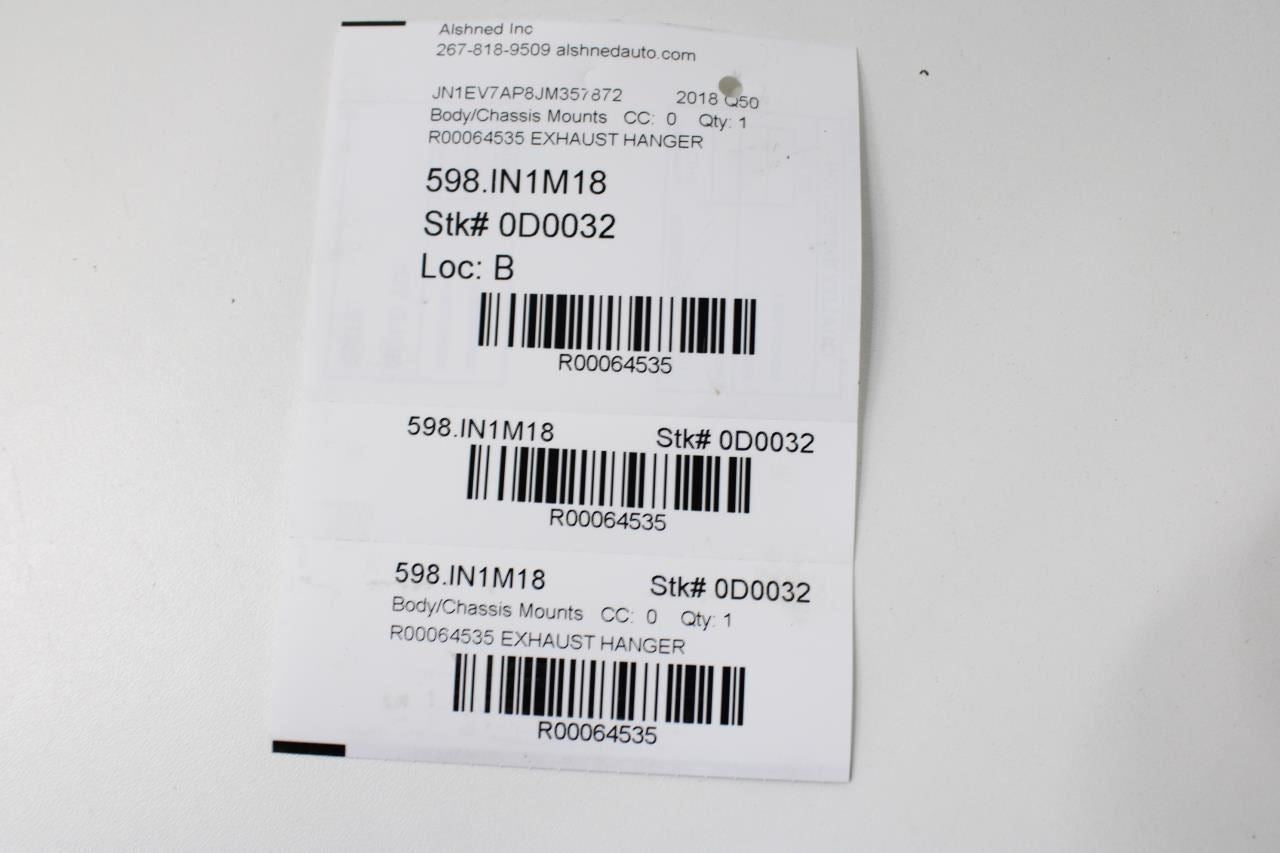 Alshned Inc
267-818-9509 alshnedauto.com
JN1EV7AP8JM357872 2018 Q50
Body/Chassis Mounts CC: 0 Qty: 1
R00064535 EXHAUST HANGER
598.IN1M18
Stk# 0D0032
Loc: B
R00064535
598.IN1M18 Stk# 0D0032
R00064535
598.IN1M18 Stk# 0D0032
Body/Chassis Mounts CC: 0 Qty: 1
R00064535 EXHAUST HANGER
R00064535